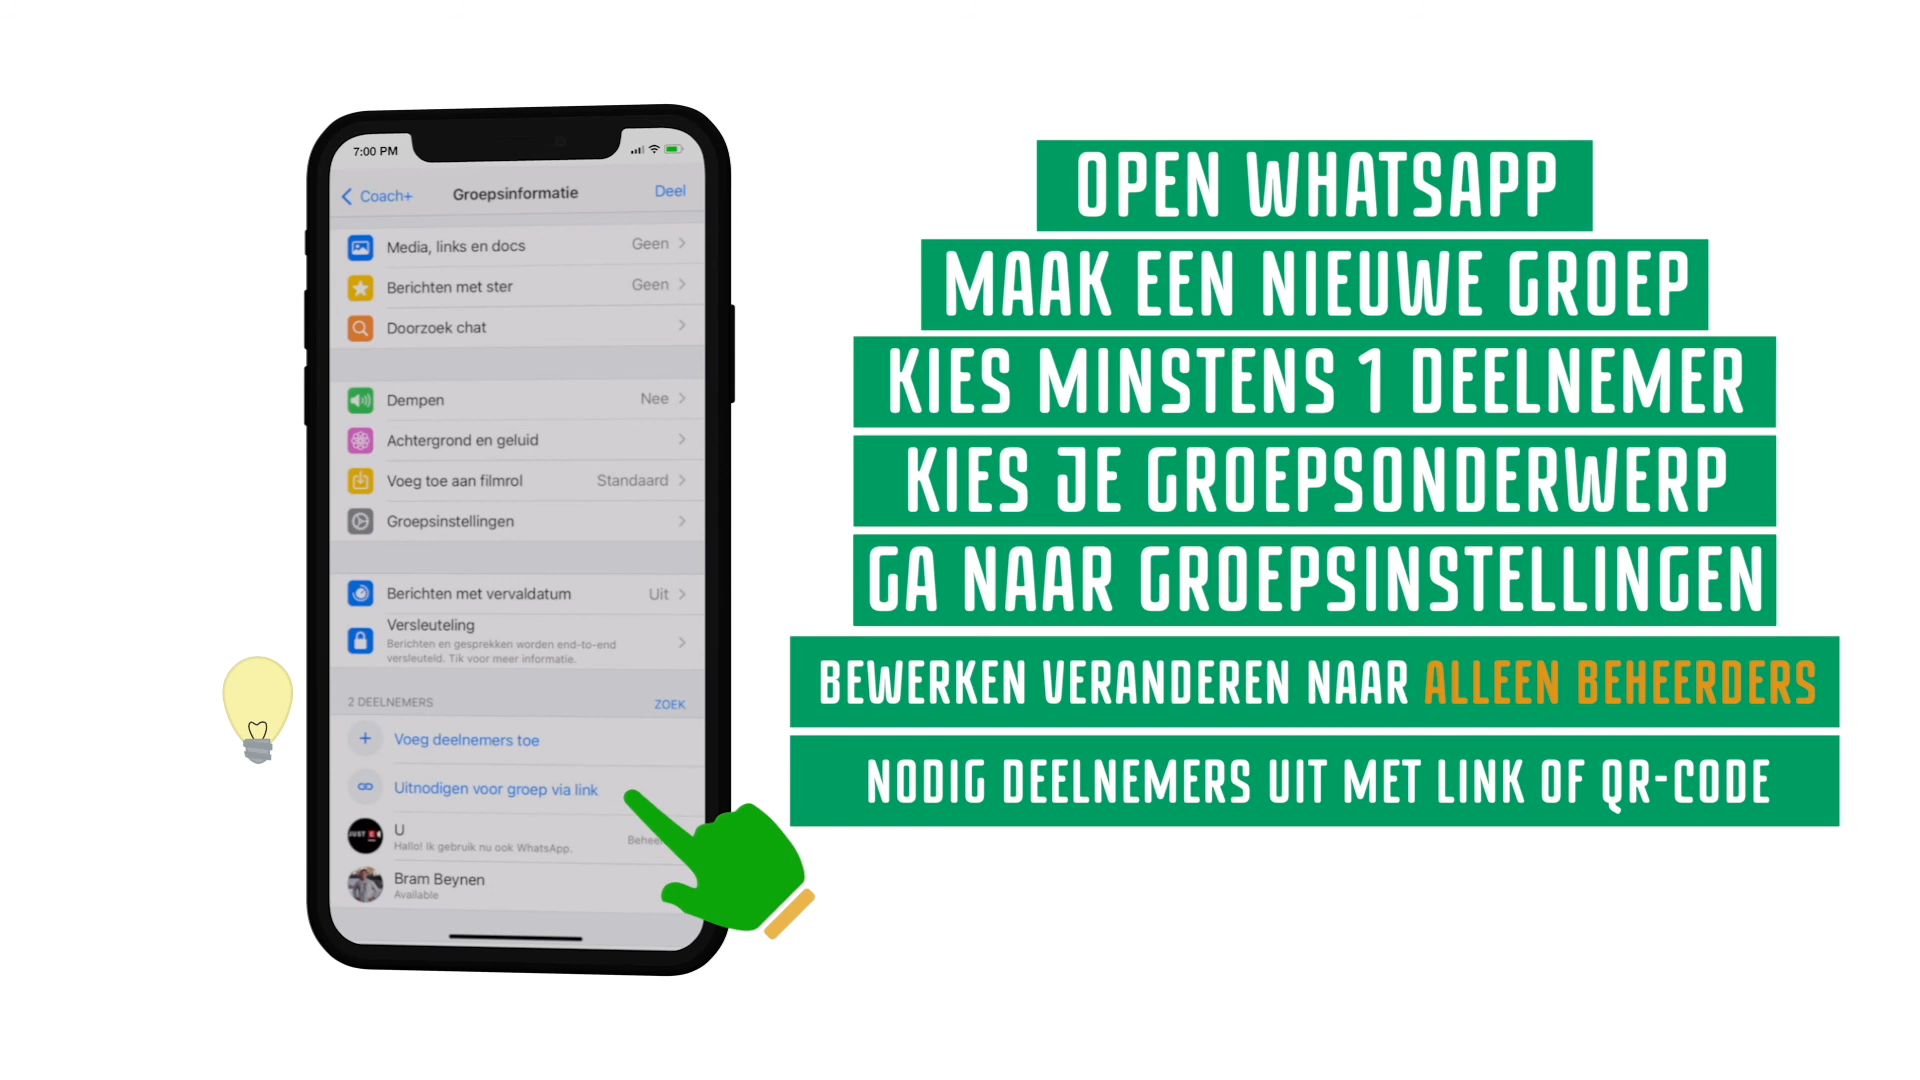 7:00 PM
Coach+ Groepsinformatie Deel
Media, links en docs Geen
Berichten met ster Geen
Doorzoek chat
Dempen Nee
Achtergrond en geluid
Voeg toe aan filmrol Standaard
Groepsinstellingen
Berichten met vervaldatum Uit
Versleuteling
Berichten en gesprekken worden end-to-end
versleuteld. Tik voor meer informatie.
2 DEELNEMERS ZOEK
Voeg deelnemers toe
Uitnodigen voor groep via link
U
Hallo! Ik gebruik nu ook WhatsApp.
Bram Beynen
Available
OPEN WHATSAPP
MAAK EEN NIEUWE GROEP
KIES MINSTENS 1 DEELNEMER
KIES JE GROEPSONDERWERP
GA NAAR GROEPSINSTELLINGEN
BEWERKEN VERANDEREN NAAR ALLEEN BEHEERDERS
NODIG DEELNEMERS UIT MET LINK OF QR-CODE